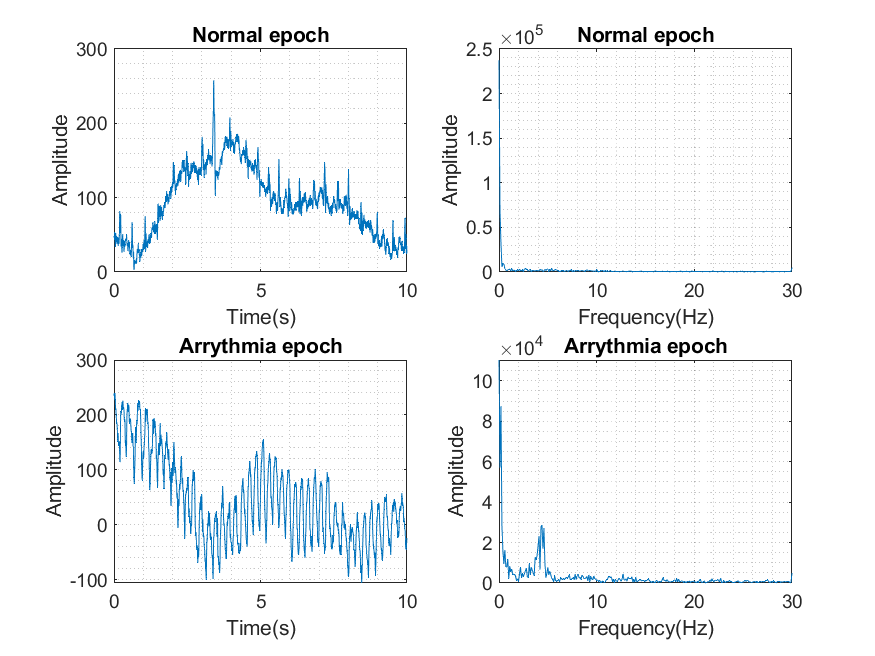 Normal epoch
300
200
100
0
0 5 10
Amplitude
Time(s)
Normal epoch
×10^5
2.5
2
1.5
1
0.5
0
0 10 20 30
Amplitude
Frequency(Hz)
Arrythmia epoch
300
200
100
0
-100
0 5 10
Amplitude
Time(s)
Arrythmia epoch
×10^4
10
8
6
4
2
0
0 10 20 30
Amplitude
Frequency(Hz)